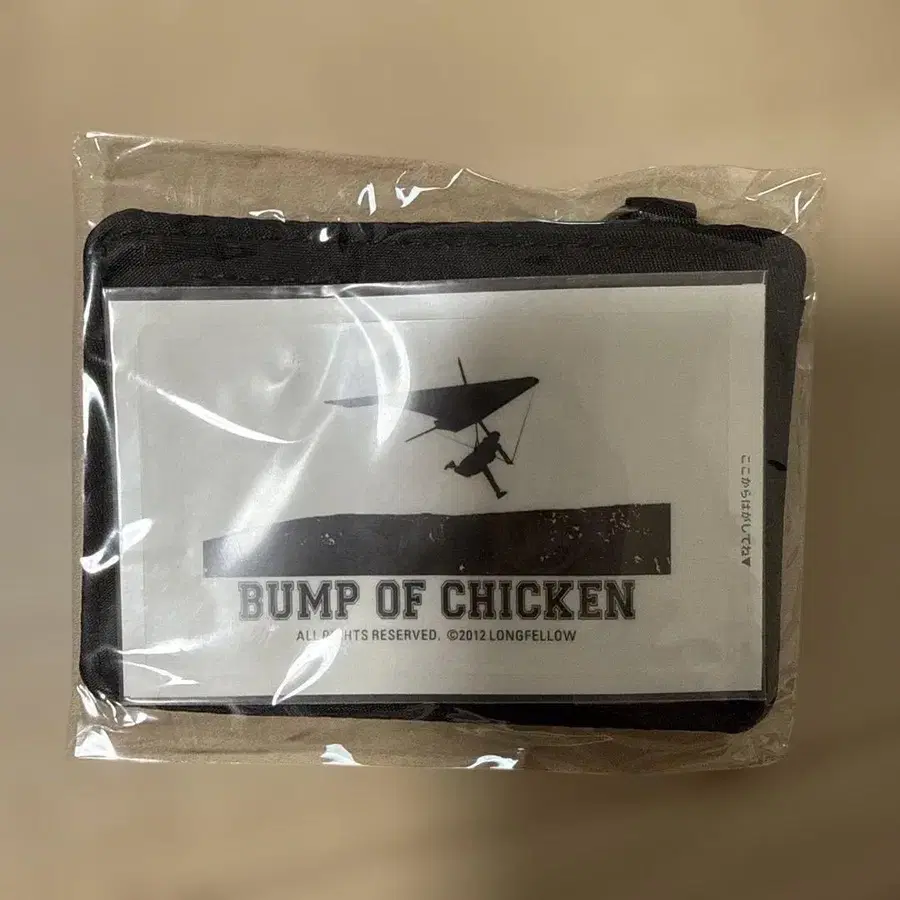 BUMP OF CHICKEN
ALL RIGHTS RESERVED. ©2012 LONGFELLOW
ここからはがしてね▼